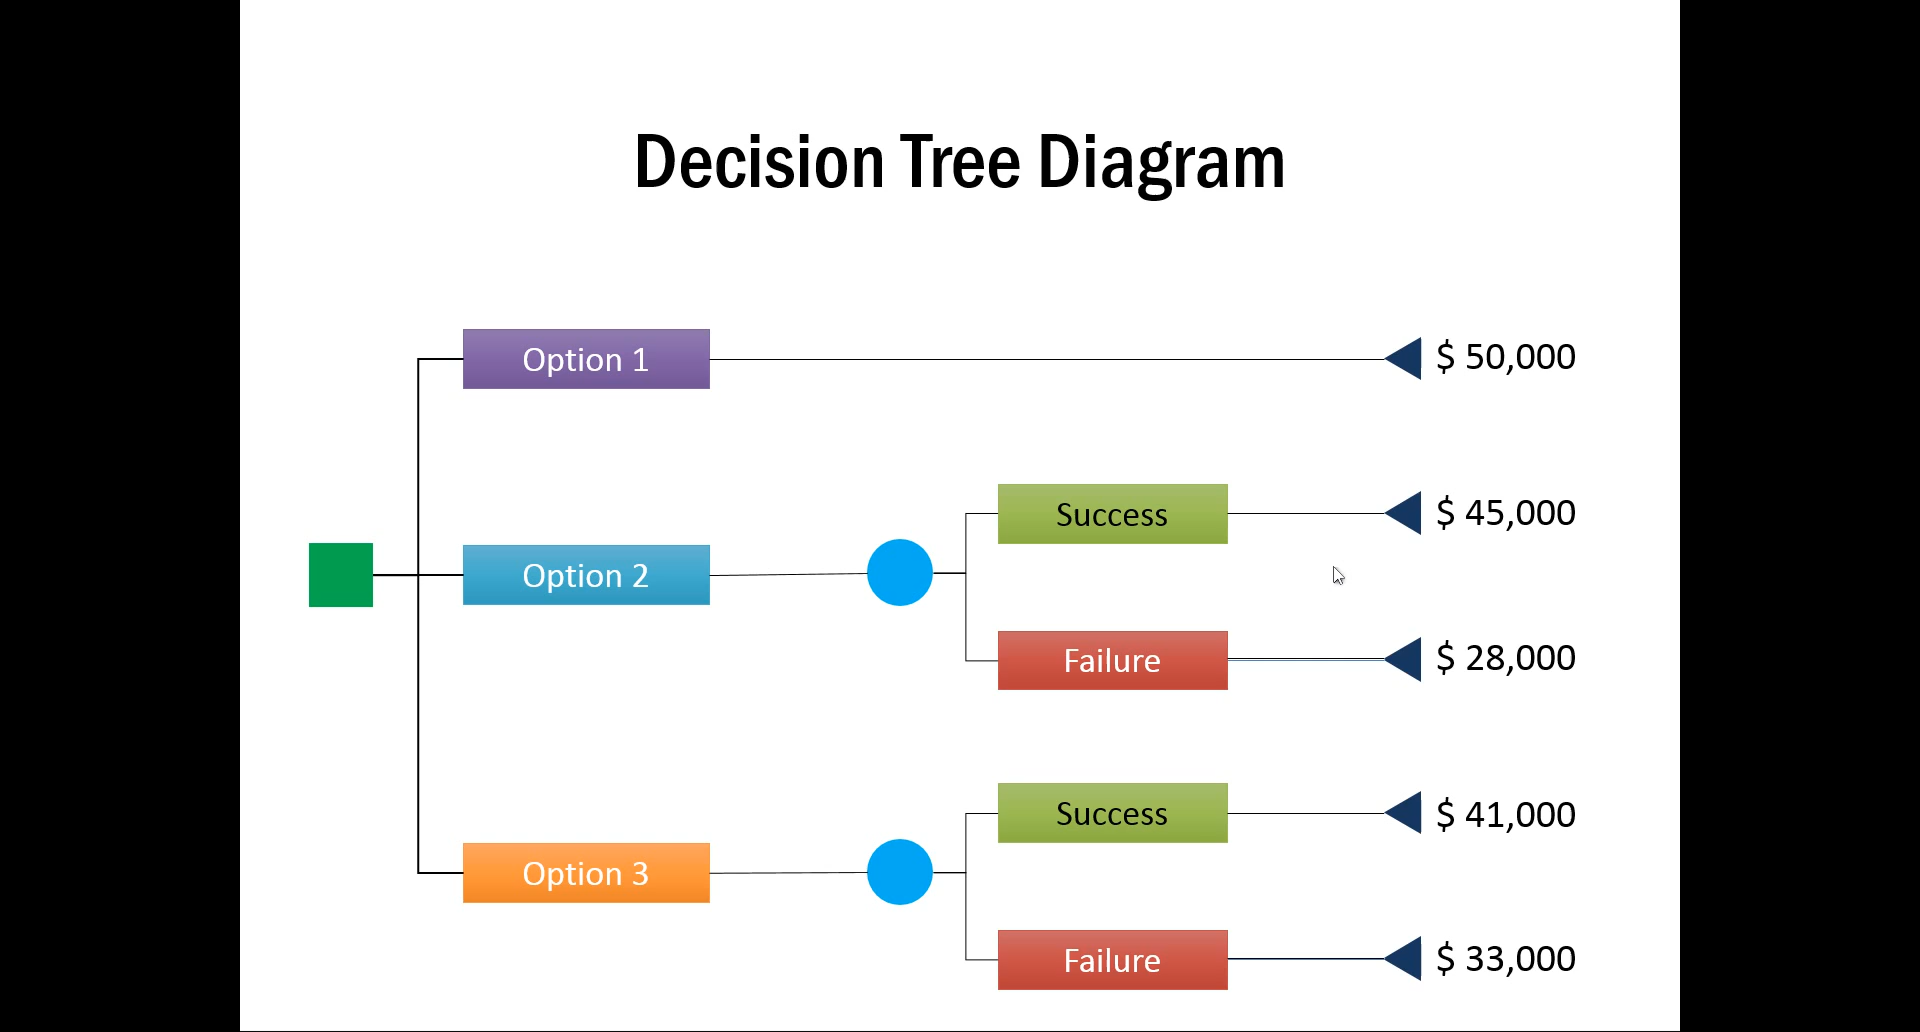 Decision Tree Diagram
Option 1
$ 50,000
Success
$ 45,000
Option 2
Failure
$ 28,000
Success
$ 41,000
Option 3
Failure
$ 33,000